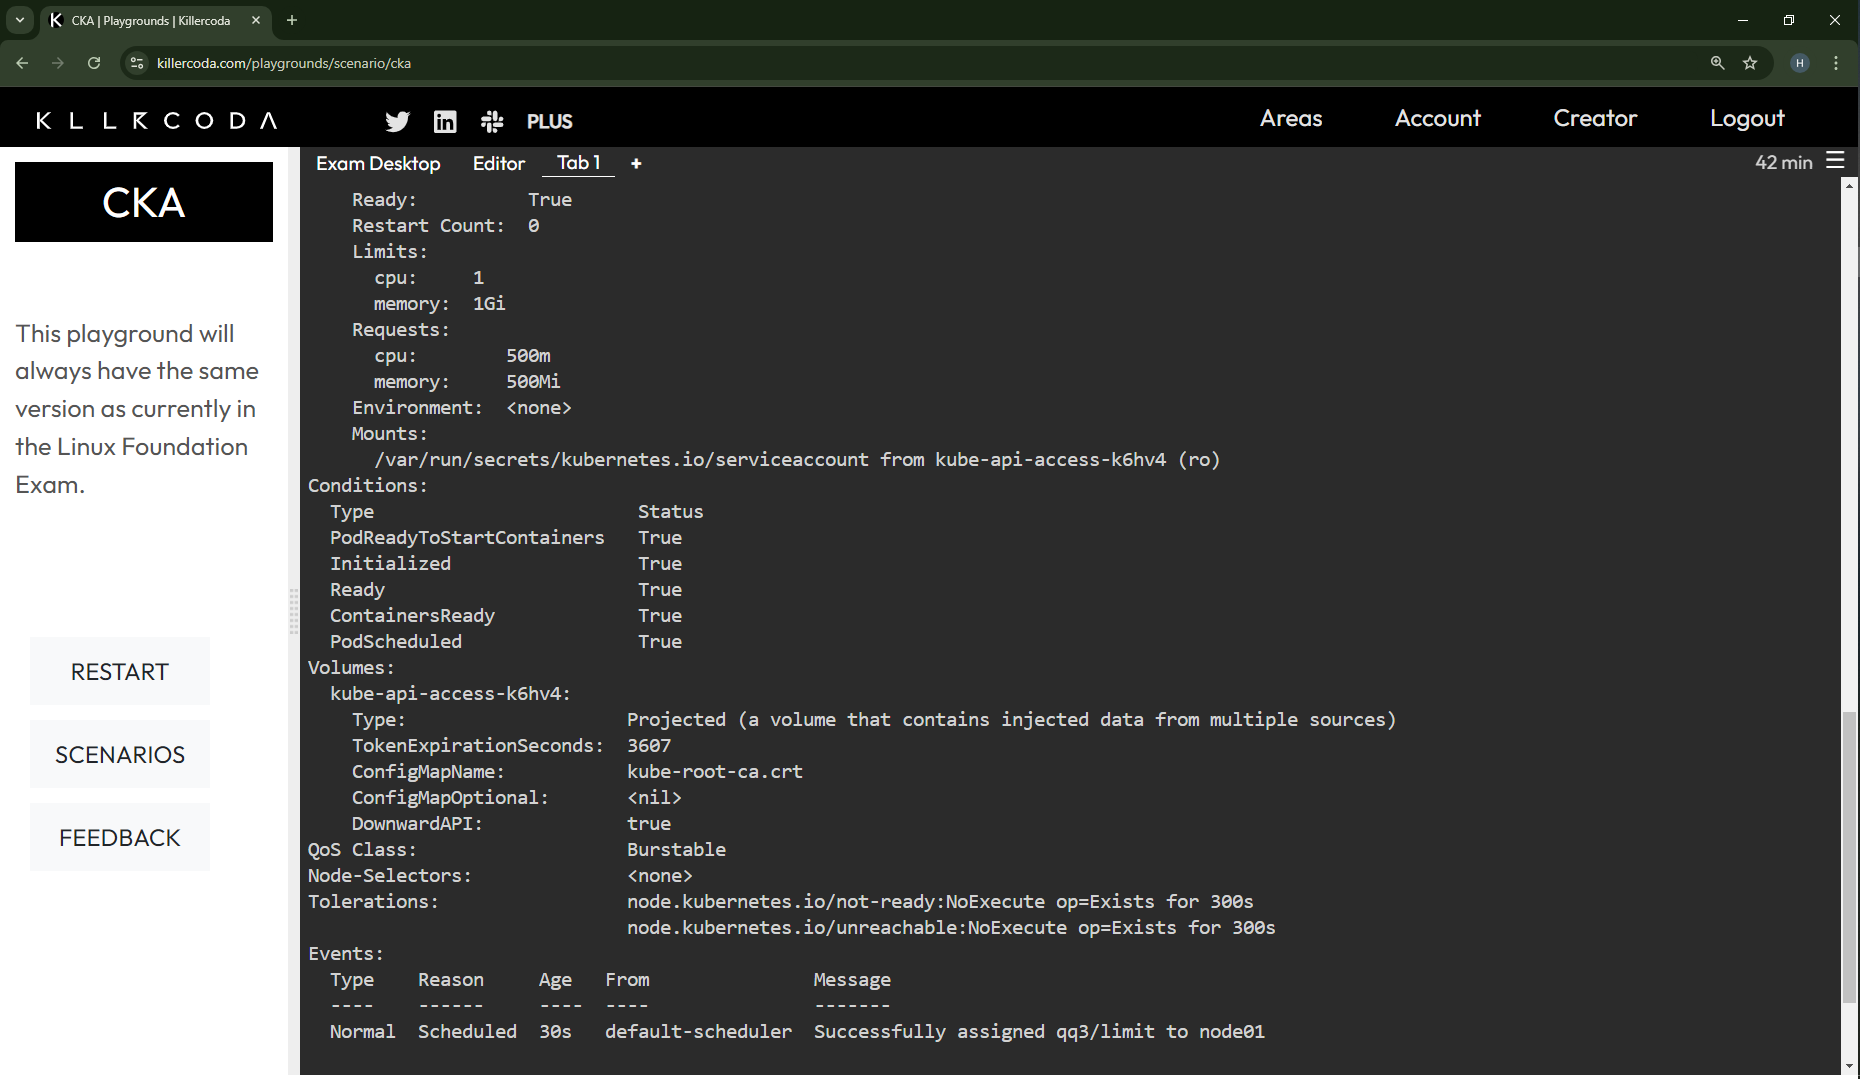 CKA | Playgrounds | Killercoda
killercoda.com/playgrounds/scenario/cka
H
KLLRCODA
PLUS
Areas
Account
Creator
Logout
CKA
This playground will
always have the same
version as currently in
the Linux Foundation
Exam.
RESTART
SCENARIOS
FEEDBACK
Exam Desktop
Editor
Tab 1
+
42 min
Ready:          True
Restart Count:  0
Limits:
cpu:     1
memory:  1Gi
Requests:
cpu:        500m
memory:     500Mi
Environment:  <none>
Mounts:
/var/run/secrets/kubernetes.io/serviceaccount from kube-api-access-k6hv4 (ro)
Conditions:
Type                        Status
PodReadyToStartContainers   True
Initialized                 True
Ready                       True
ContainersReady             True
PodScheduled                True
Volumes:
kube-api-access-k6hv4:
Type:                    Projected (a volume that contains injected data from multiple sources)
TokenExpirationSeconds:  3607
ConfigMapName:           kube-root-ca.crt
ConfigMapOptional:       <nil>
DownwardAPI:             true
QoS Class:                   Burstable
Node-Selectors:              <none>
Tolerations:                 node.kubernetes.io/not-ready:NoExecute op=Exists for 300s
node.kubernetes.io/unreachable:NoExecute op=Exists for 300s
Events:
Type    Reason     Age   From               Message
----    ------     ----  ----               -------
Normal  Scheduled  30s   default-scheduler  Successfully assigned qq3/limit to node01